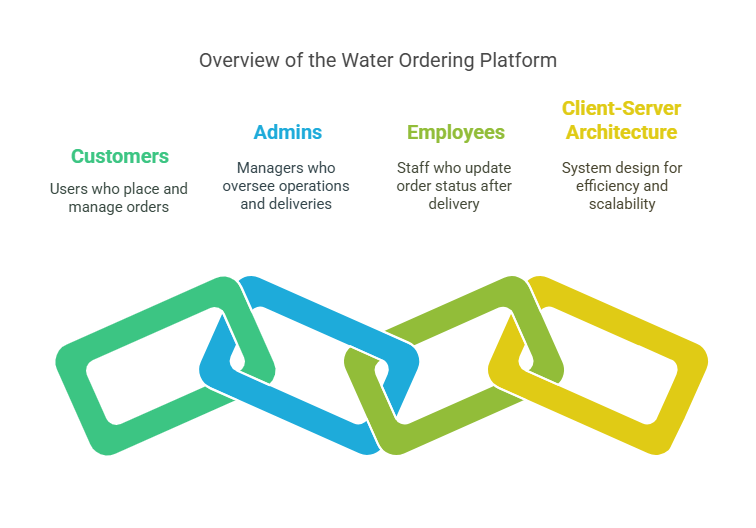 Overview of the Water Ordering Platform
Customers
Users who place and
manage orders
Admins
Managers who
oversee operations
and deliveries
Employees
Staff who update
order status after
delivery
Client-Server
Architecture
System design for
efficiency and
scalability